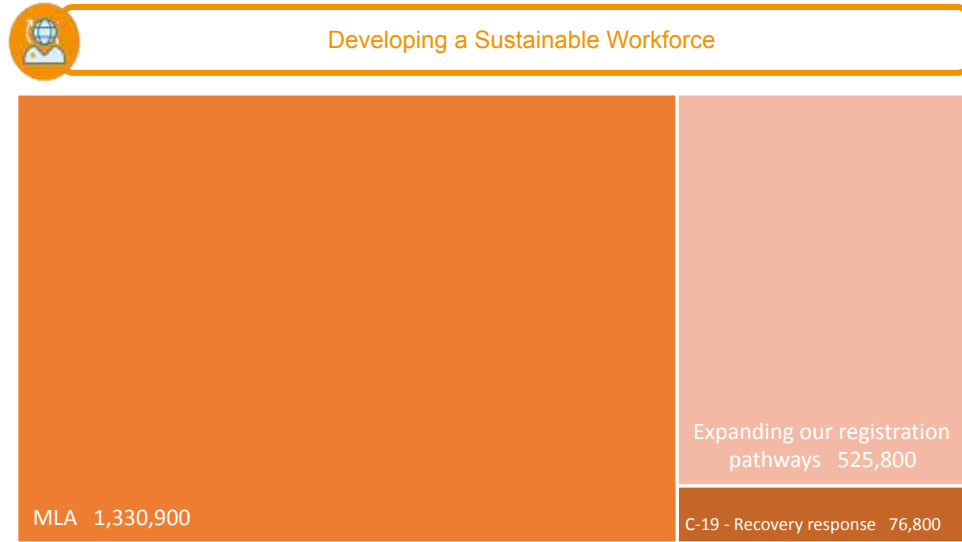 Developing a Sustainable Workforce
Expanding our registration
pathways 525,800
MLA 1,330,900
C-19 - Recovery response 76,800